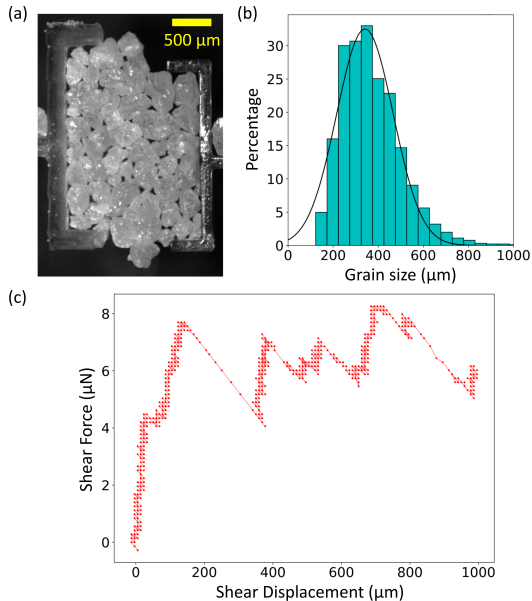 (a)
500 µm
(b)
30
25
20
15
10
5
0
Percentage
0 200 400 600 800 1000
Grain size (µm)
(c)
8
6
4
2
0
Shear Force (µN)
0 200 400 600 800 1000
Shear Displacement (µm)